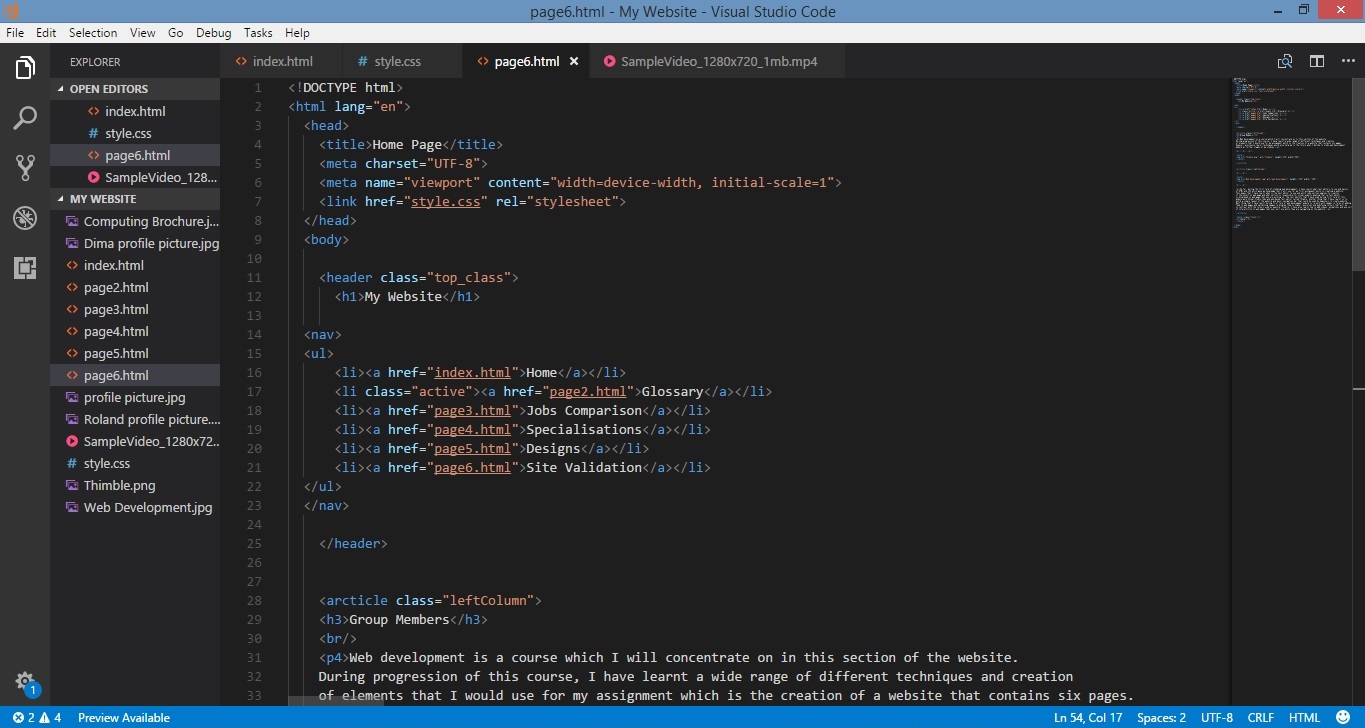 page6.html - My Website - Visual Studio Code
File Edit Selection View Go Debug Tasks Help
EXPLORER
OPEN EDITORS
index.html
style.css
page6.html
SampleVideo_128...
MY WEBSITE
Computing Brochure.j...
Dima profile picture.jpg
index.html
page2.html
page3.html
page4.html
page5.html
page6.html
profile picture.jpg
Roland profile picture....
SampleVideo_1280x72...
style.css
Thimble.png
Web Development.jpg
1
index.html style.css page6.html SampleVideo_1280x720_1mb.mp4
1 <!DOCTYPE html>
2 <html lang="en">
3 <head>
4 <title>Home Page</title>
5 <meta charset="UTF-8">
6 <meta name="viewport" content="width=device-width, initial-scale=1">
7 <link href="style.css" rel="stylesheet">
8 </head>
9 <body>
10
11 <header class="top_class">
12 <h1>My Website</h1>
13
14 <nav>
15 <ul>
16 <li><a href="index.html">Home</a></li>
17 <li class="active"><a href="page2.html">Glossary</a></li>
18 <li><a href="page3.html">Jobs Comparison</a></li>
19 <li><a href="page4.html">Specialisations</a></li>
20 <li><a href="page5.html">Designs</a></li>
21 <li><a href="page6.html">Site Validation</a></li>
22 </ul>
23 </nav>
24
25 </header>
26
27
28 <arcticle class="leftColumn">
29 <h3>Group Members</h3>
30 <br/>
31 <p4>Web development is a course which I will concentrate on in this section of the website.
32 During progression of this course, I have learnt a wide range of different techniques and creation
33 of elements that I would use for my assignment which is the creation of a website that contains six pages.
2 4 Preview Available
Ln 54, Col 17 Spaces: 2 UTF-8 CRLF HTML